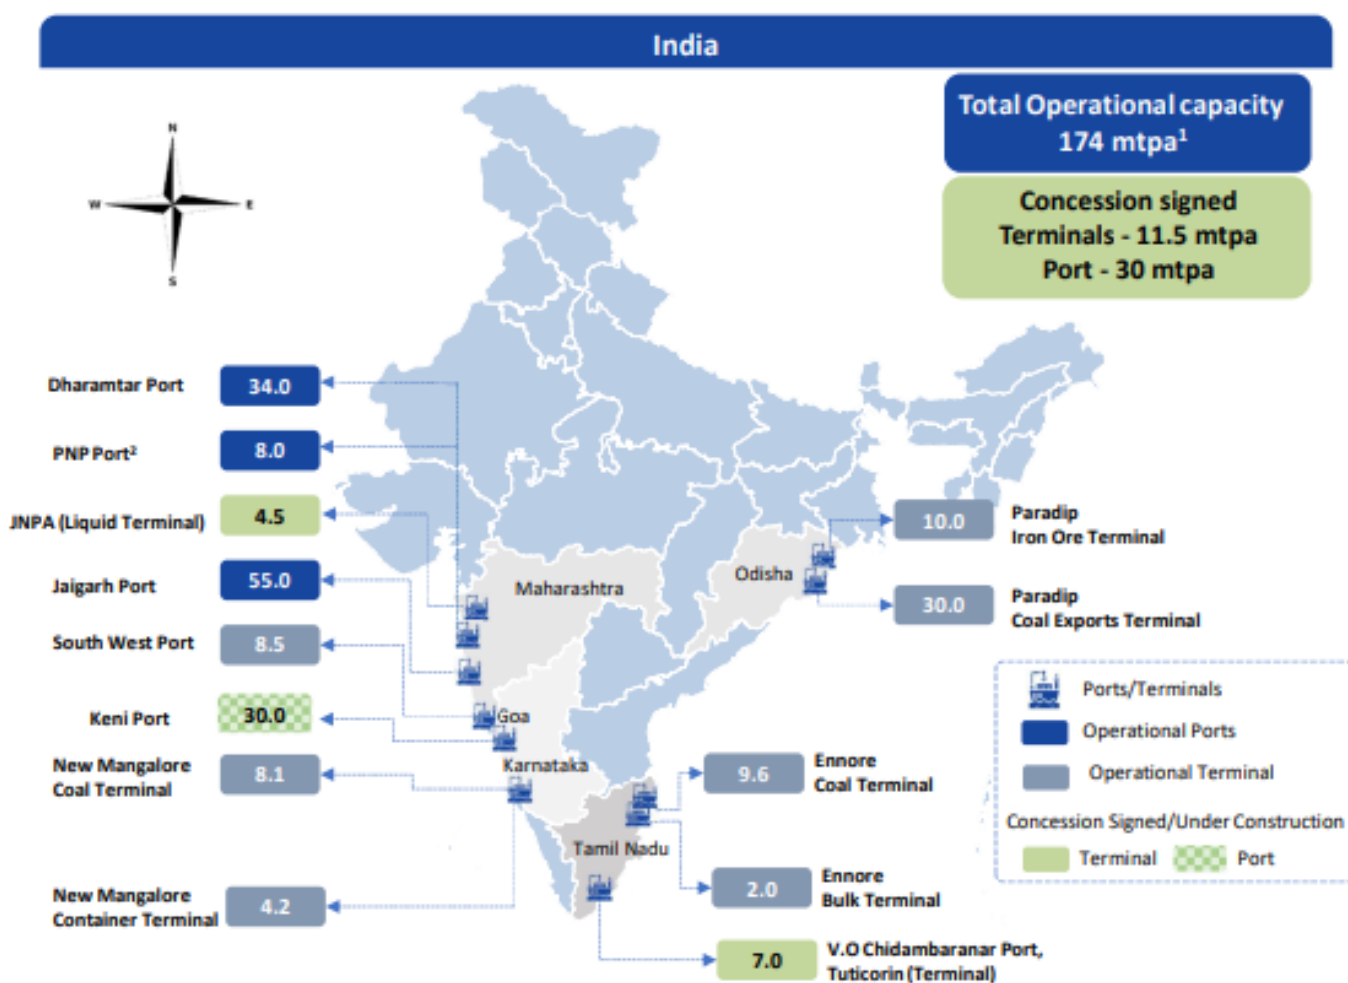 India
Total Operational capacity
174 mtpa¹
Concession signed
Terminals - 11.5 mtpa
Port - 30 mtpa
N
W
E
S
Dharamtar Port
34.0
PNP Port²
8.0
JNPA (Liquid Terminal)
4.5
Jaigarh Port
55.0
South West Port
8.5
Keni Port
30.0
New Mangalore
Coal Terminal
8.1
New Mangalore
Container Terminal
4.2
Maharashtra
Odisha
Goa
Karnataka
Tamil Nadu
10.0
Paradip
Iron Ore Terminal
30.0
Paradip
Coal Exports Terminal
9.6
Ennore
Coal Terminal
2.0
Ennore
Bulk Terminal
7.0
V.O Chidambaranar Port,
Tuticorin (Terminal)
Ports/Terminals
Operational Ports
Operational Terminal
Concession Signed/Under Construction
Terminal
Port